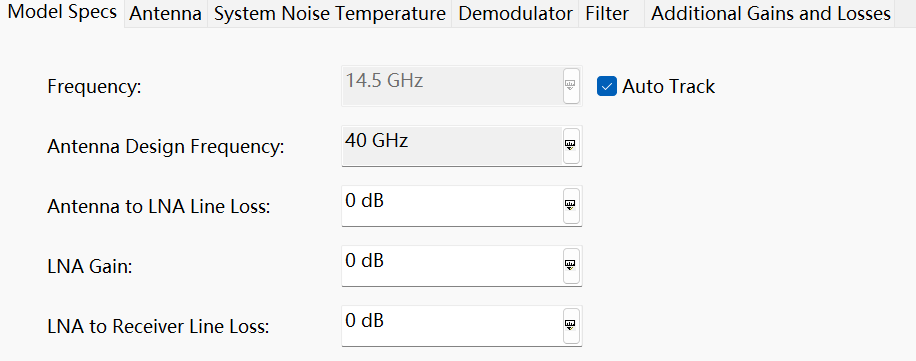 Model Specs Antenna System Noise Temperature Demodulator Filter Additional Gains and Losses
Frequency: 14.5 GHz Auto Track
Antenna Design Frequency: 40 GHz
Antenna to LNA Line Loss: 0 dB
LNA Gain: 0 dB
LNA to Receiver Line Loss: 0 dB